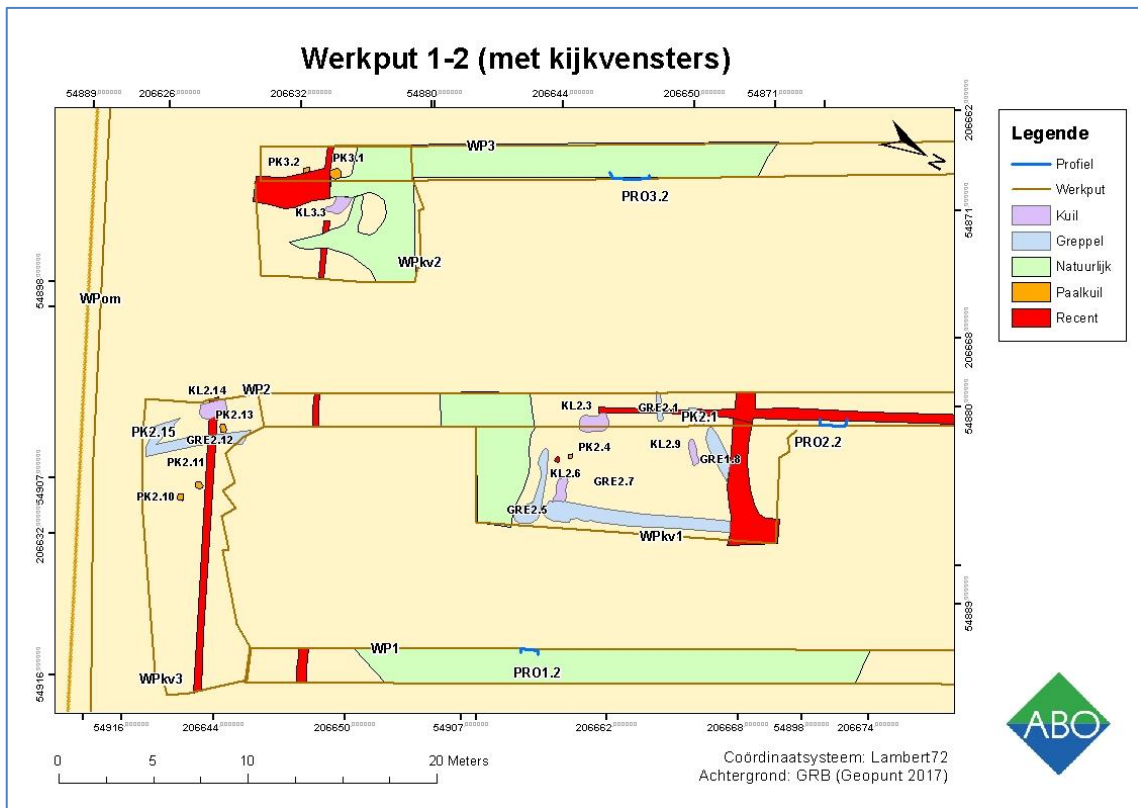 Werkput 1-2 (met kijkvensters)
54889 206626 206632 54880 206644 206650 54871
206662
54871
206668
54880
54889
54898
54907
206632
54916
54916 206644 206650 54907 206662 206668 54898 206674
WPom
PK3.2
PK3.1
WP3
PRO3.2
KL3.3
WPkv2
N
KL2.14
WP2
PK2.13
PK2.15
GRE2.12
PK2.11
PK2.10
KL2.3
GRE2.1
PK2.1
PK2.4
KL2.9
PRO2.2
KL2.6
GRE2.7
GRE1.8
GRE2.5
WPkv1
WP1
PRO1.2
WPkv3
Legende
Profiel
Werkput
Kuil
Greppel
Natuurlijk
Paalkuil
Recent
ABO
0 5 10 20 Meters
Coördinaatsysteem: Lambert72
Achtergrond: GRB (Geopunt 2017)